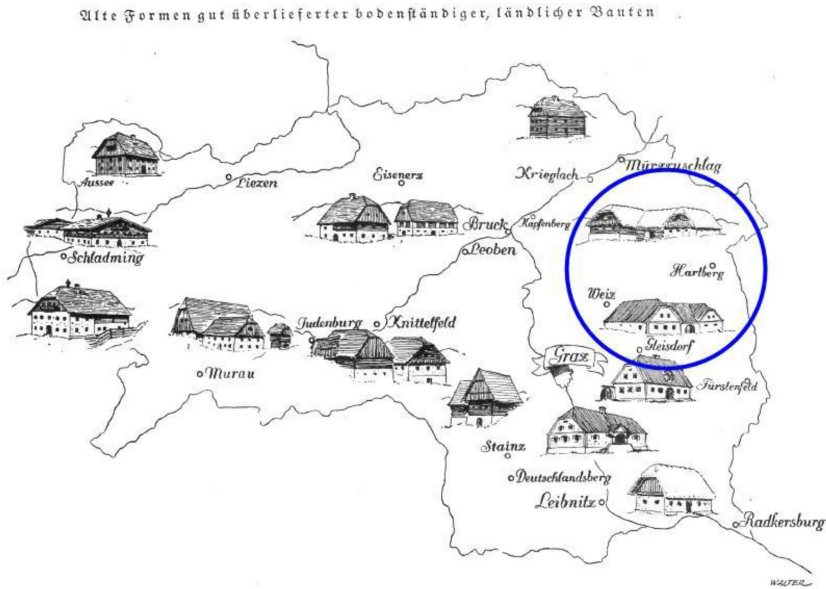 Alte Formen gut überlieferter bodenständiger, ländlicher Bauten
Aussee
Liezen
Eisenerz
Krieglach
Mürzzuschlag
Schladming
Bruck
Kapfenberg
Leoben
Hartberg
Weiz
Judenburg
Knittelfeld
Gleisdorf
Graz
Murau
Fürstenfeld
Stainz
Deutschlandsberg
Leibnitz
Radkersburg
WALTER